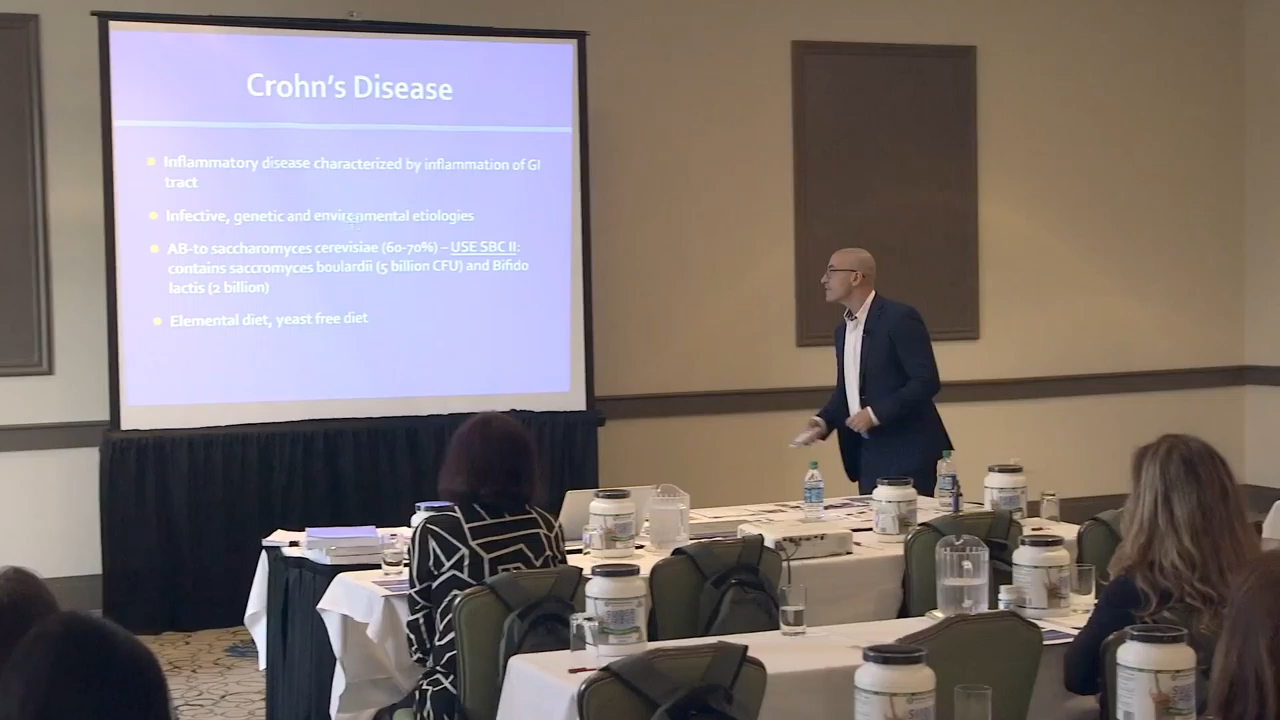 Crohn's Disease
Inflammatory disease characterized by inflammation of GI
tract
Infective, genetic and environmental etiologies
AB-to saccharomyces cerevisiae (60-70%) – USE SBC II:
contains saccromyces boulardii (5 billion CFU) and Bifido
lactis (2 billion)
Elemental diet, yeast free diet